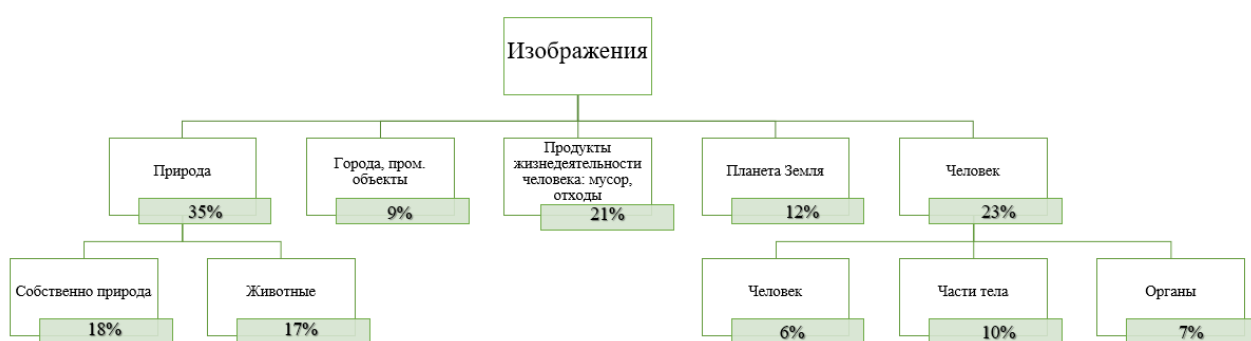 Изображения
Природа
35%
Города, пром.
объекты
9%
Продукты
жизнедеятельности
человека: мусор,
отходы
21%
Планета Земля
12%
Человек
23%
Собственно природа
18%
Животные
17%
Человек
6%
Части тела
10%
Органы
7%